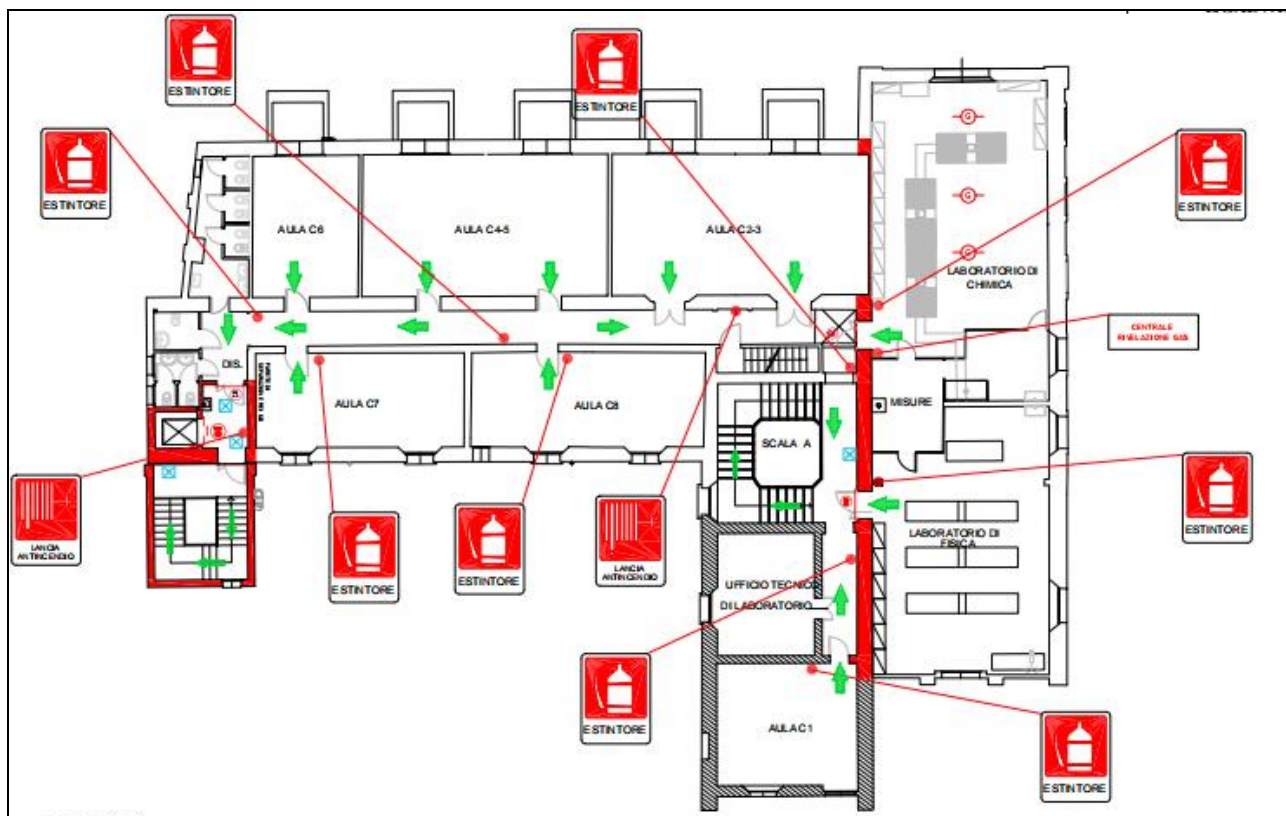 ESTINTORE
ESTINTORE
ESTINTORE
ESTINTORE
AULA C6
AULA C4-5
AULA C2-3
LABORATORIO DI
CHIMICA
CENTRALE
RIVELAZIONE GAS
G
G
G
DIS.
AULA C7
AULA C8
MISURE
SCALA A
LANCIA
ANTINCENDIO
ESTINTORE
ESTINTORE
LANCIA
ANTINCENDIO
ESTINTORE
LABORATORIO DI
FISICA
UFFICIO TECNICO
DI LABORATORIO
ESTINTORE
AULA C1
ESTINTORE